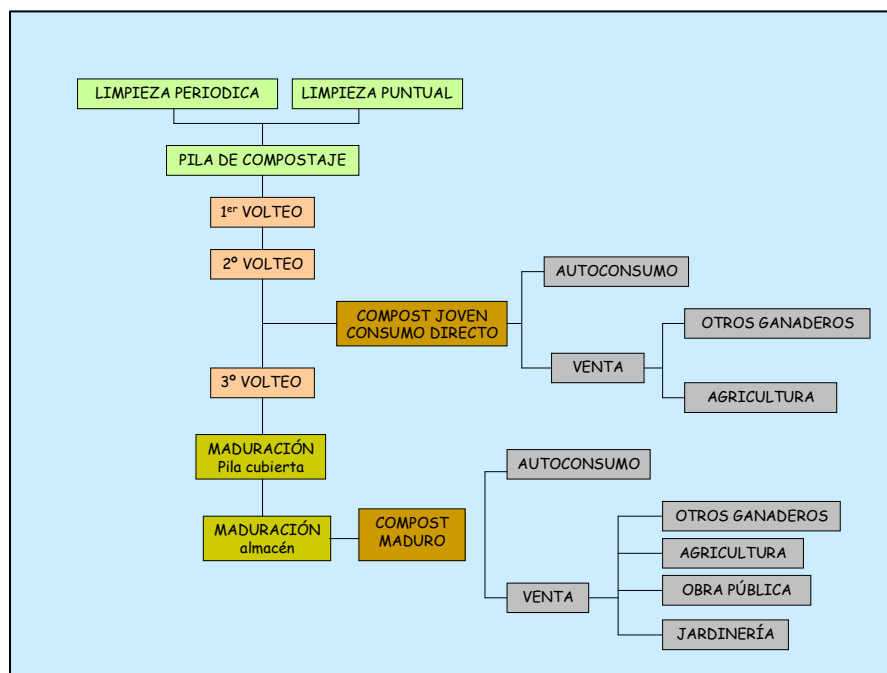 LIMPIEZA PERIODICA
LIMPIEZA PUNTUAL
PILA DE COMPOSTAJE
1er VOLTEO
2º VOLTEO
AUTOCONSUMO
COMPOST JOVEN
CONSUMO DIRECTO
OTROS GANADEROS
VENTA
3º VOLTEO
AGRICULTURA
MADURACIÓN
Pila cubierta
AUTOCONSUMO
MADURACIÓN
almacén
COMPOST
MADURO
OTROS GANADEROS
AGRICULTURA
OBRA PÚBLICA
VENTA
JARDINERÍA